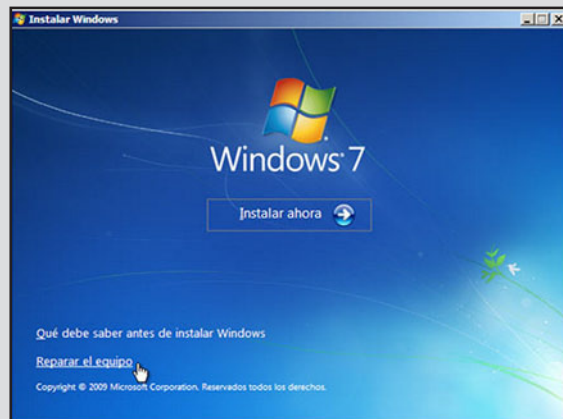 Instalar Windows
Windows 7
Instalar ahora
Qué debe saber antes de instalar Windows
Reparar el equipo
Copyright © 2009 Microsoft Corporation. Reservados todos los derechos.